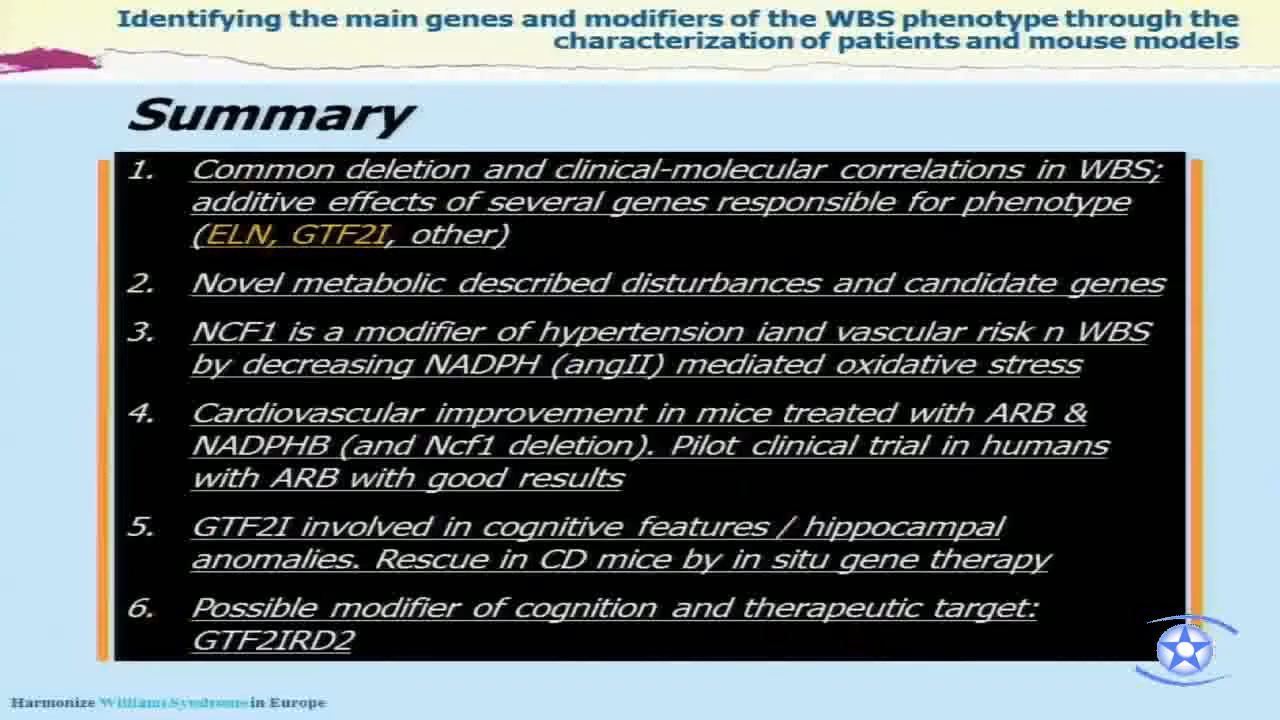 Identifying the main genes and modifiers of the WBS phenotype through the
characterization of patients and mouse models
Summary
1. Common deletion and clinical-molecular correlations in WBS;
additive effects of several genes responsible for phenotype
(ELN, GTF2I, other)
2. Novel metabolic described disturbances and candidate genes
3. NCF1 is a modifier of hypertension iand vascular risk n WBS
by decreasing NADPH (angII) mediated oxidative stress
4. Cardiovascular improvement in mice treated with ARB &
NADPHB (and Ncf1 deletion). Pilot clinical trial in humans
with ARB with good results
5. GTF2I involved in cognitive features / hippocampal
anomalies. Rescue in CD mice by in situ gene therapy
6. Possible modifier of cognition and therapeutic target:
GTF2IRD2
Harmonize Williams Syndrome in Europe